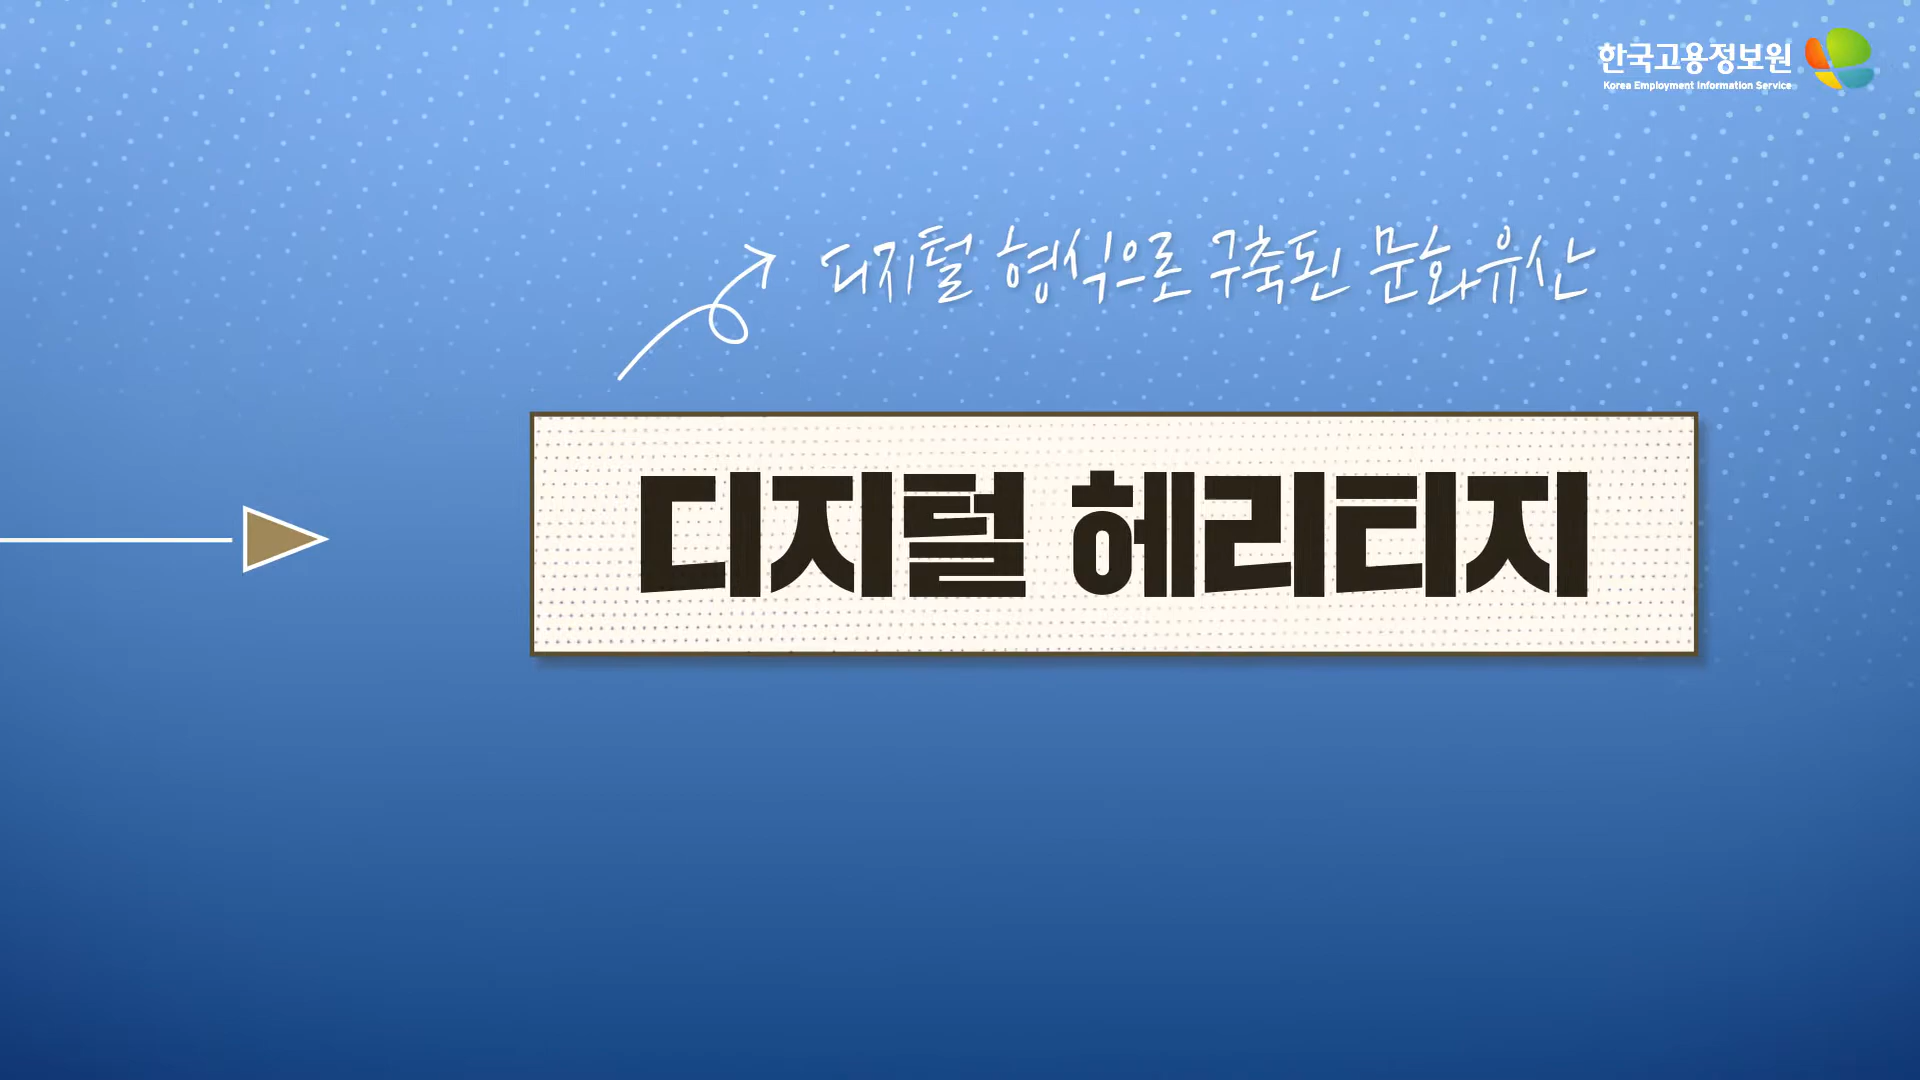 한국고용정보원
Korea Employment Information Service
디지털 형식으로 구축된 문화유산
디지털 헤리티지